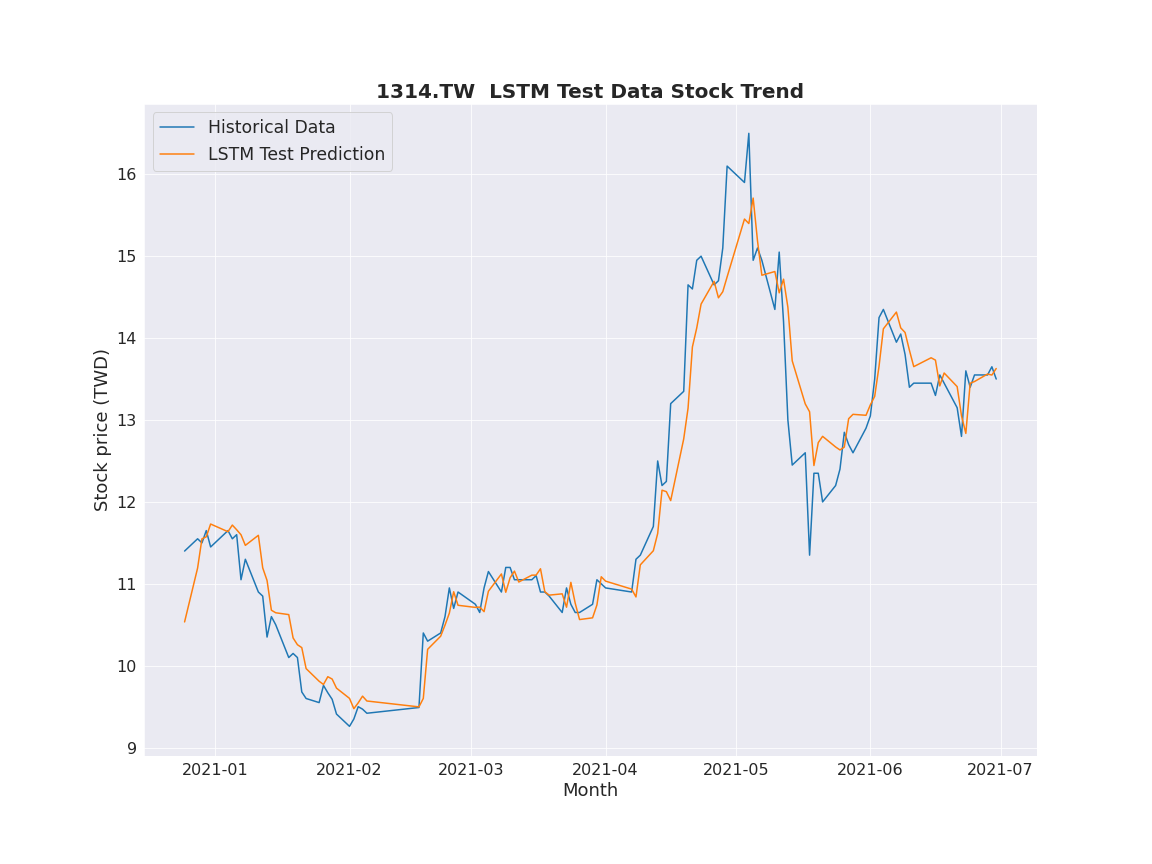 1314.TW  LSTM Test Data Stock Trend
Historical Data
LSTM Test Prediction
16
15
14
13
12
11
10
9
Stock price (TWD)
2021-01 2021-02 2021-03 2021-04 2021-05 2021-06 2021-07
Month